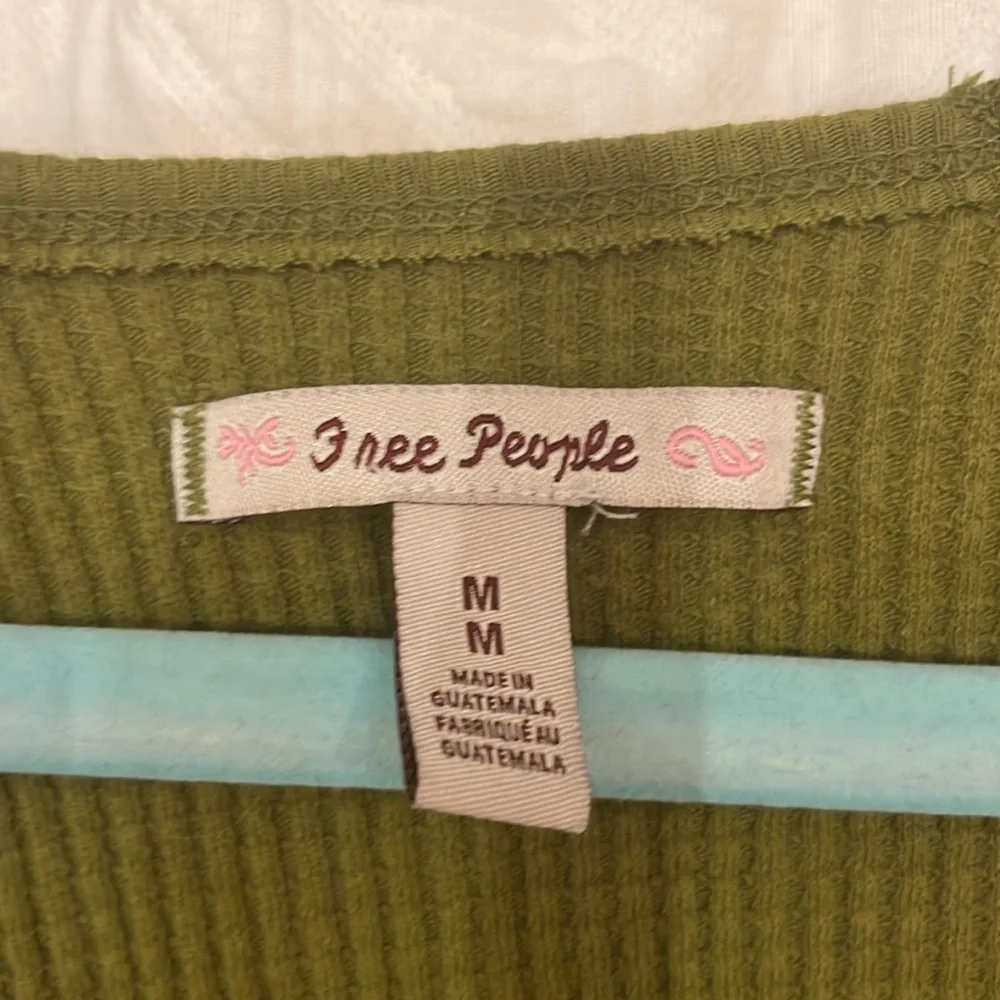 Free People
M
M
MADE IN
GUATEMALA
FABRIQUÉ AU
GUATEMALA